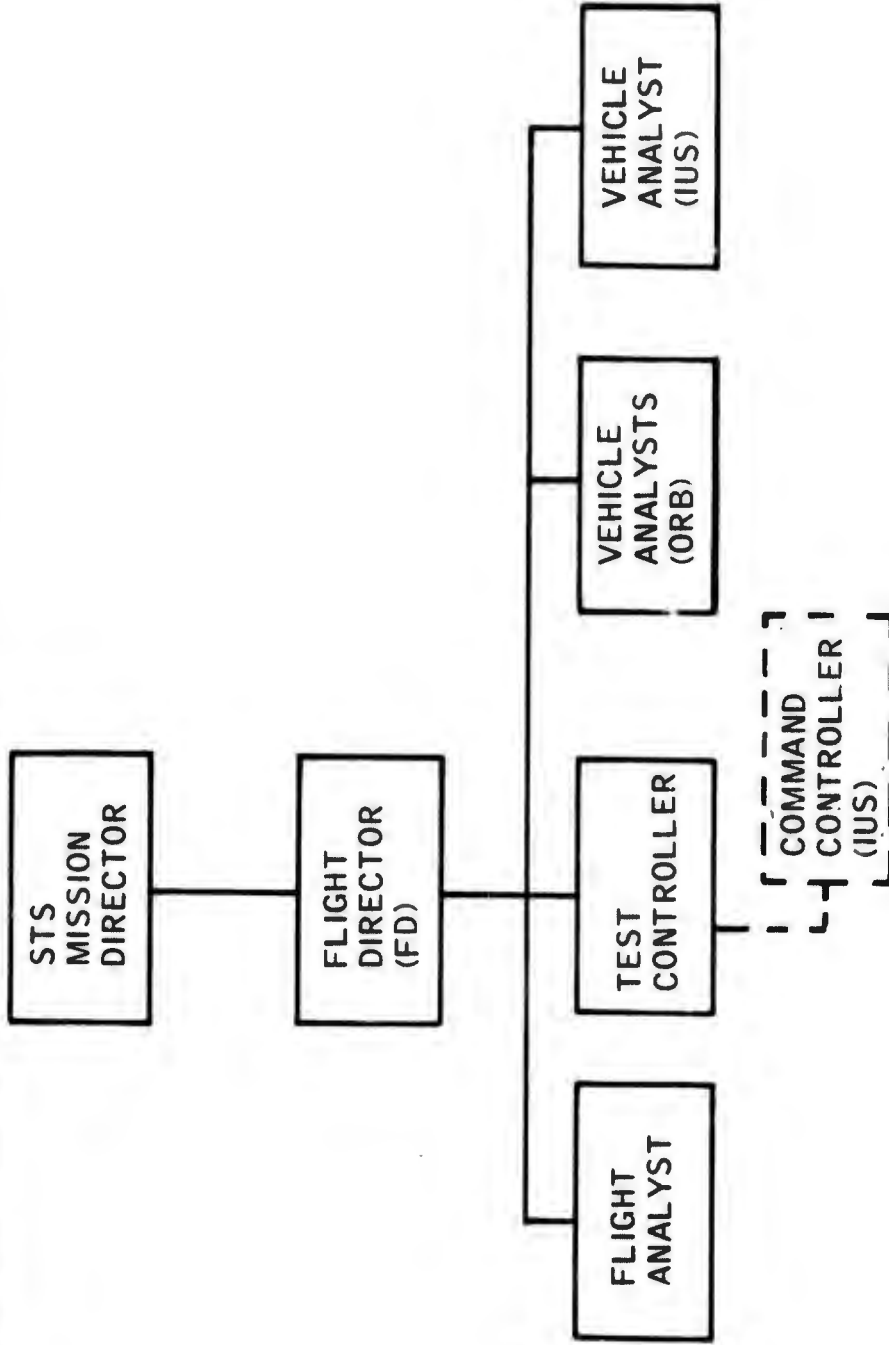 STS
MISSION
DIRECTOR
FLIGHT
DIRECTOR
(FD)
FLIGHT
ANALYST
TEST
CONTROLLER
VEHICLE
ANALYSTS
(ORB)
VEHICLE
ANALYST
(IUS)
COMMAND
CONTROLLER
(IUS)